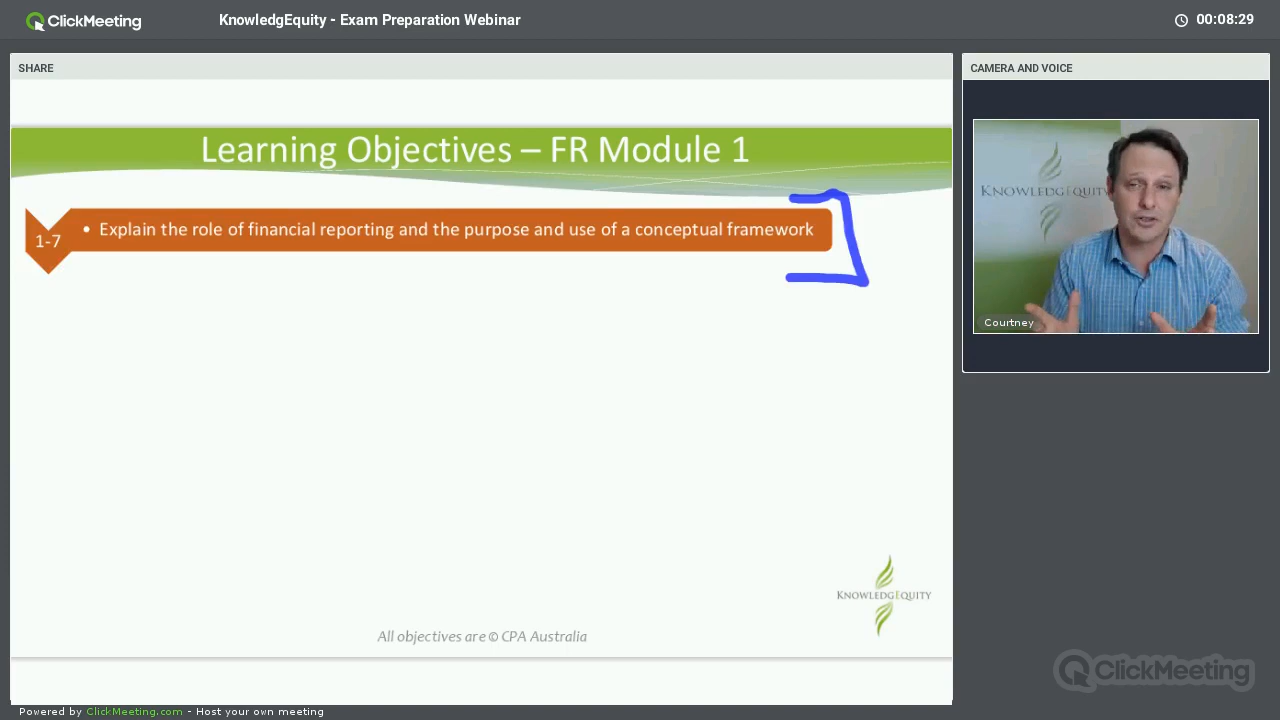 ClickMeeting
KnowledgEquity - Exam Preparation Webinar
00:08:29
SHARE
CAMERA AND VOICE
Learning Objectives – FR Module 1
1-7
• Explain the role of financial reporting and the purpose and use of a conceptual framework
KNOWLEDGEQUITY
Courtney
KNOWLEDGEQUITY
All objectives are © CPA Australia
ClickMeeting
Powered by ClickMeeting.com - Host your own meeting